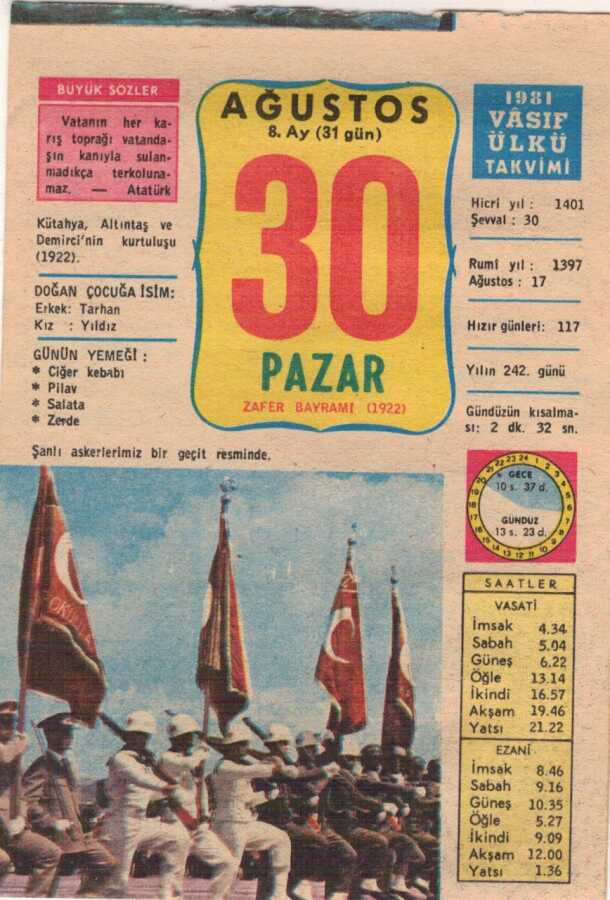 BÜYÜK SÖZLER
Vatanın her ka-
rış toprağı vatanda-
şın kanıyla sulan-
madıkça terkoluna-
maz. — Atatürk
Kütahya, Altıntaş ve
Demirci'nin kurtuluşu
(1922).
DOĞAN ÇOCUĞA İSİM:
Erkek: Tarhan
Kız : Yıldız
GÜNÜN YEMEĞİ :
* Ciğer kebabı
* Pilav
* Salata
* Zerde
AĞUSTOS
8. Ay (31 gün)
30
PAZAR
ZAFER BAYRAMI (1922)
1981
VÂSIF
ÜLKÜ
TAKVİMİ
Hicri yıl : 1401
Şevval : 30
Rumî yıl : 1397
Ağustos : 17
Hızır günleri: 117
Yılın 242. günü
Gündüzün kısalma-
sı: 2 dk. 32 sn.
Şanlı askerlerimiz bir geçit resminde.
GECE
10 s. 37 d.
GÜNDÜZ
13 s. 23 d.
SAATLER
VASATİ
İmsak 4.34
Sabah 5.04
Güneş 6.22
Öğle 13.14
İkindi 16.57
Akşam 19.46
Yatsı 21.22
EZANİ
İmsak 8.46
Sabah 9.16
Güneş 10.35
Öğle 5.27
İkindi 9.09
Akşam 12.00
Yatsı 1.36